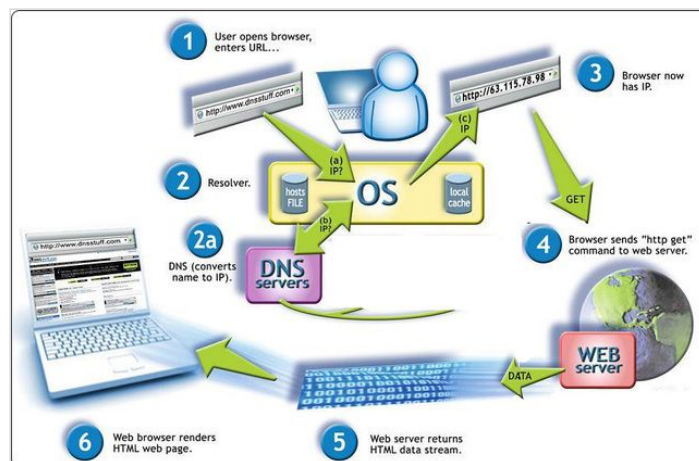 1
User opens browser,
enters URL...
http://www.dnsstuff.com
http://63.115.78.98
3
Browser now
has IP.
(a)
IP?
(c)
IP
2
Resolver.
hosts
FILE
OS
local
cache
GET
(b)
IP?
2a
DNS (converts
name to IP).
DNS
servers
4
Browser sends "http get"
command to web server.
http://www.dnsstuff.com
WEB
server
DATA
6
Web browser renders
HTML web page.
5
Web server returns
HTML data stream.